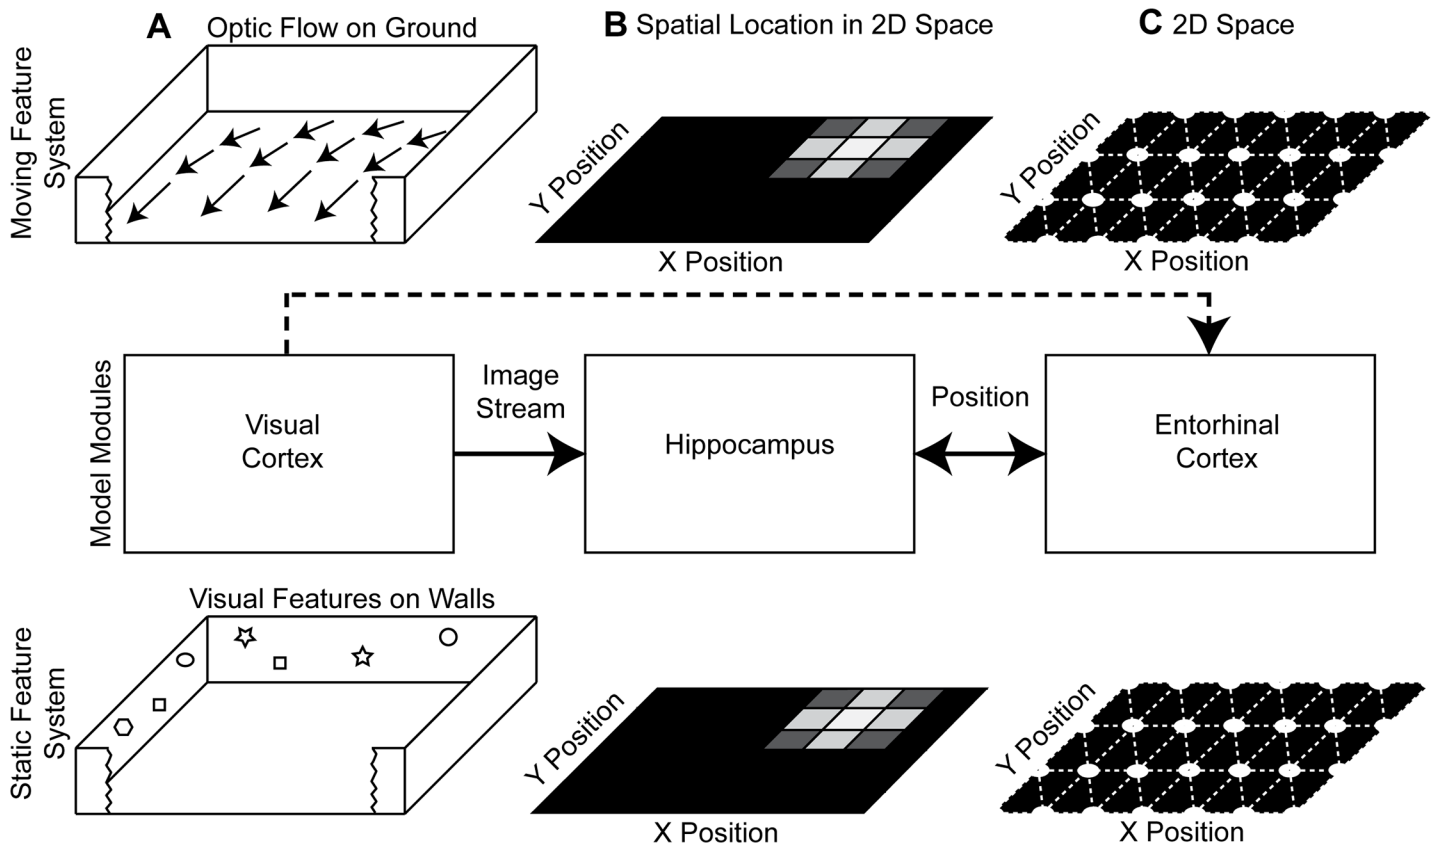 A Optic Flow on Ground
B Spatial Location in 2D Space
C 2D Space
Moving Feature
System
Y Position
X Position
Y Position
X Position
Model Modules
Visual
Cortex
Image
Stream
Hippocampus
Position
Entorhinal
Cortex
Static Feature
System
Visual Features on Walls
Y Position
X Position
Y Position
X Position